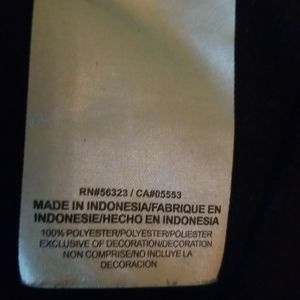 RN#56323 / CA#05553
MADE IN INDONESIA/FABRIQUE EN
INDONESIE/HECHO EN INDONESIA
100% POLYESTER/POLYESTER/POLIESTER
EXCLUSIVE OF DECORATION/DECORATION
NON COMPRISE/NO INCLUYE LA
DECORACION